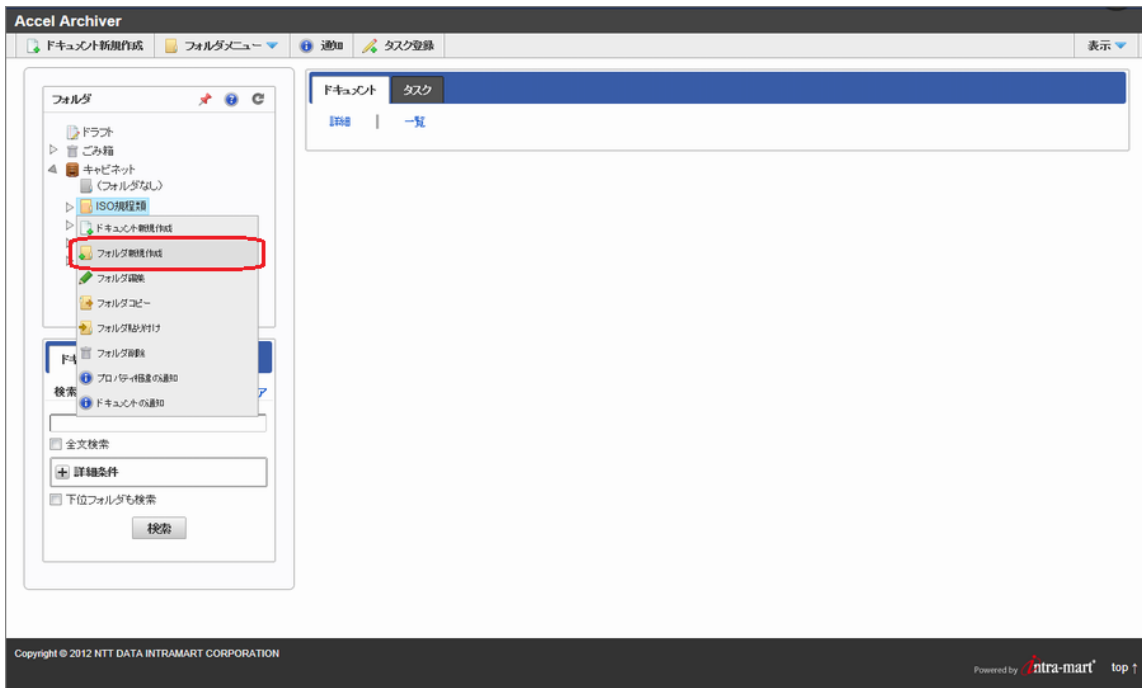 Accel Archiver
ドキュメント新規作成 フォルダメニュー 通知 タスク登録 表示
フォルダ
ドラフト
ごみ箱
キャビネット
(フォルダなし)
ISO規程類
ドキュメント新規作成
フォルダ新規作成
フォルダ編集
フォルダコピー
フォルダ貼り付け
フォルダ削除
プロパティ権限の通知
ドキュメントの通知
検索
ア
全文検索
詳細条件
下位フォルダも検索
検索
ドキュメント タスク
詳細 | 一覧
Copyright © 2012 NTT DATA INTRAMART CORPORATION
Powered by intra-mart top ↑